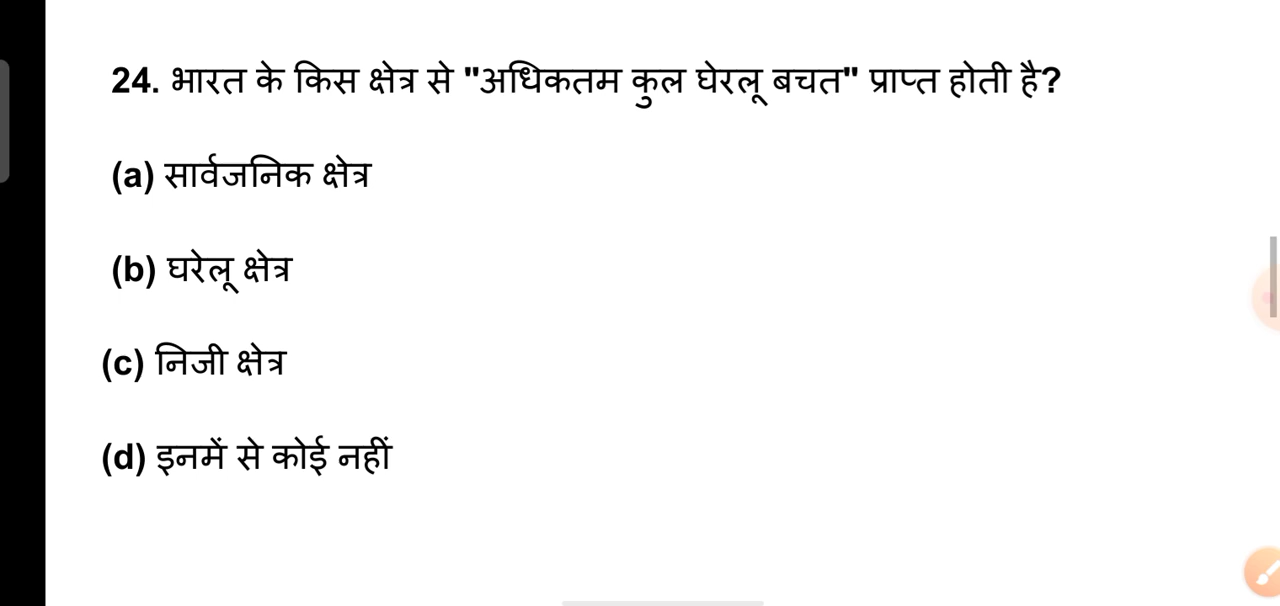 24. भारत के किस क्षेत्र से "अधिकतम कुल घेरलू बचत" प्राप्त होती है?
(a) सार्वजनिक क्षेत्र
(b) घरेलू क्षेत्र
(c) निजी क्षेत्र
(d) इनमें से कोई नहीं